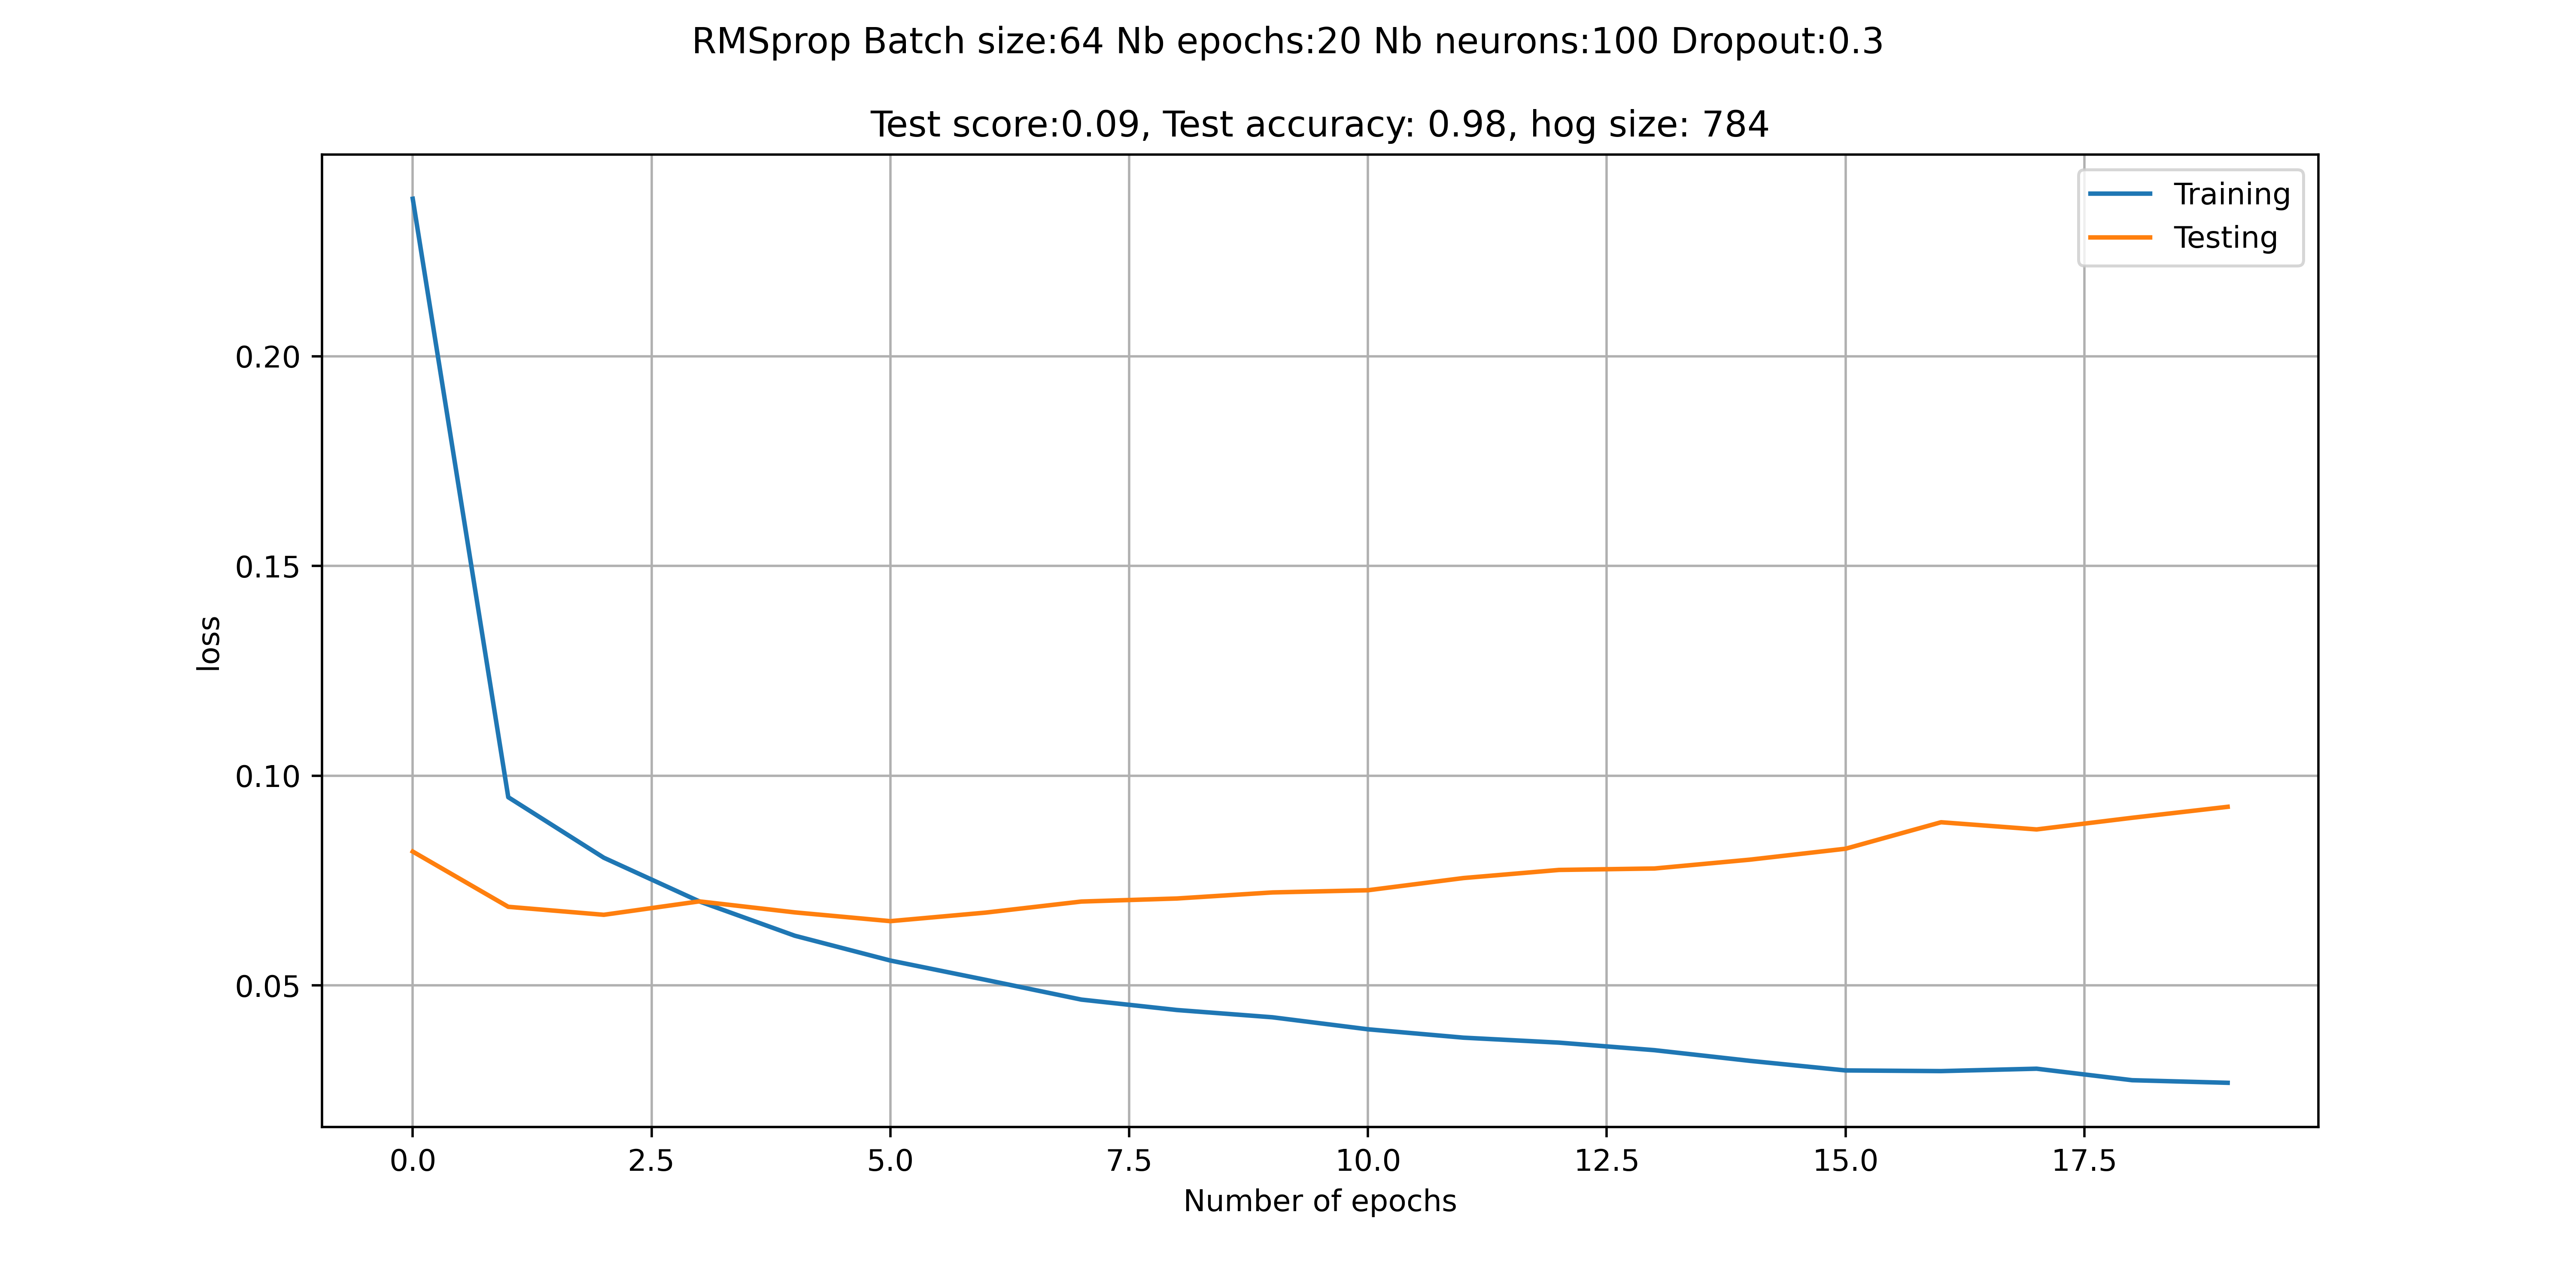 RMSprop Batch size:64 Nb epochs:20 Nb neurons:100 Dropout:0.3
Test score:0.09, Test accuracy: 0.98, hog size: 784
Training
Testing
0.20
0.15
0.10
0.05
loss
0.0 2.5 5.0 7.5 10.0 12.5 15.0 17.5
Number of epochs